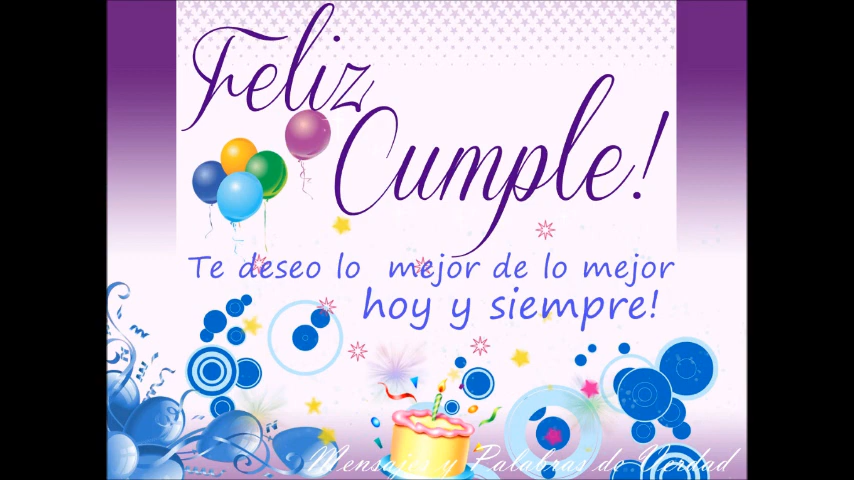 Feliz
Cumple!
Te deseo lo mejor de lo mejor
hoy y siempre!
Mensajes y Palabras de Verdad